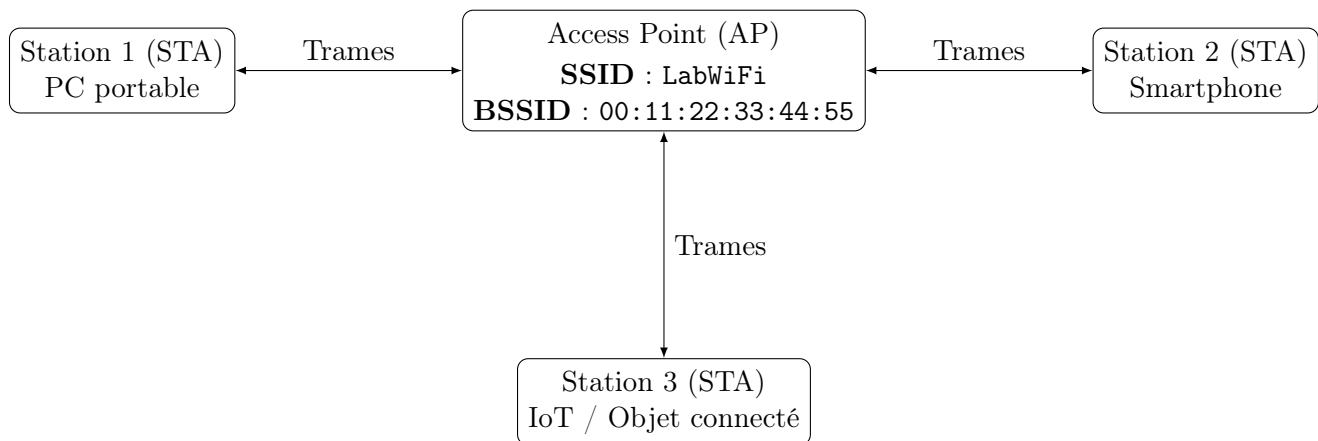 Station 1 (STA)
PC portable
Trames
Access Point (AP)
SSID : LabWiFi
BSSID : 00:11:22:33:44:55
Trames
Station 2 (STA)
Smartphone
Trames
Station 3 (STA)
IoT / Objet connecté